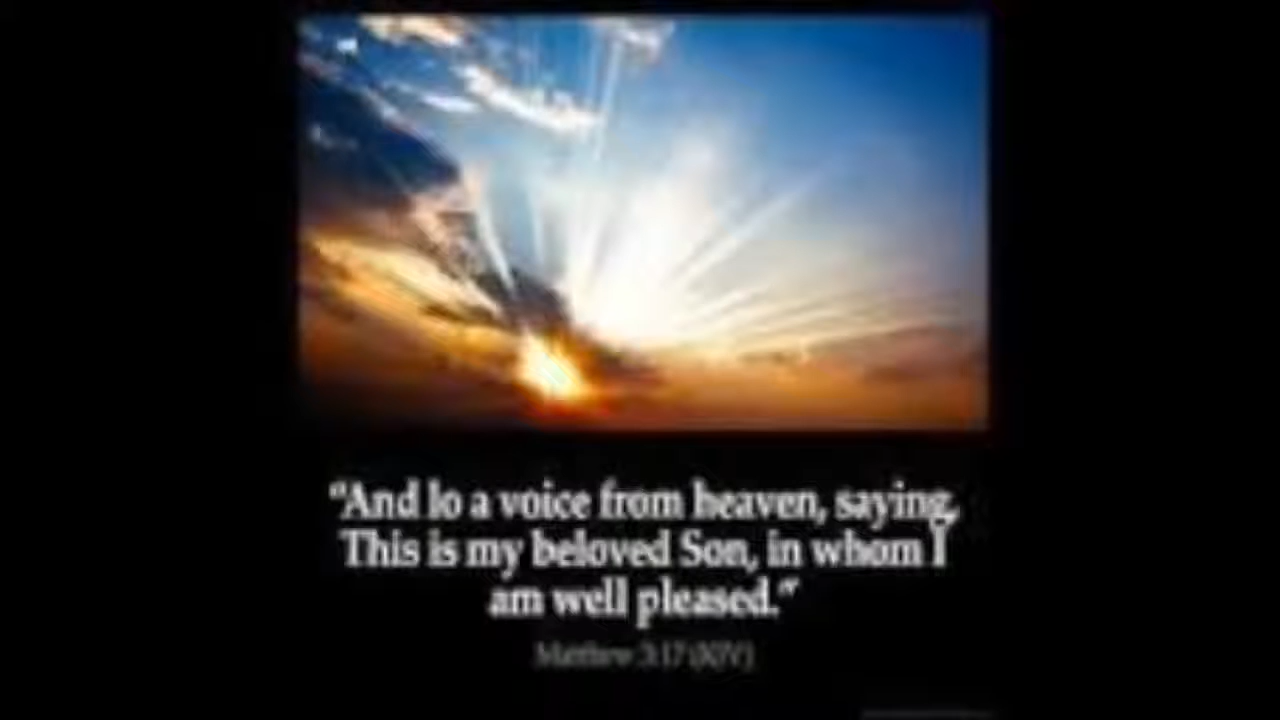 “And lo a voice from heaven, saying,
This is my beloved Son, in whom I
am well pleased.”
Matthew 3:17 (KJV)